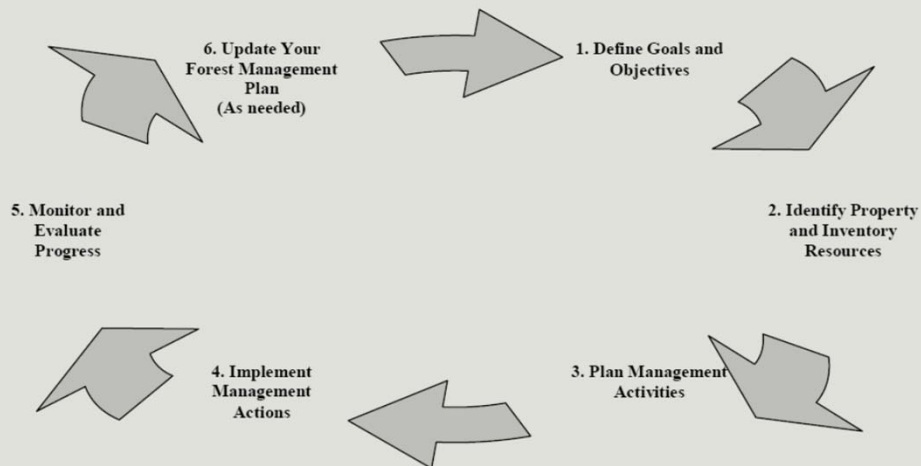 1. Define Goals and
Objectives
2. Identify Property
and Inventory
Resources
3. Plan Management
Activities
4. Implement
Management
Actions
5. Monitor and
Evaluate
Progress
6. Update Your
Forest Management
Plan
(As needed)